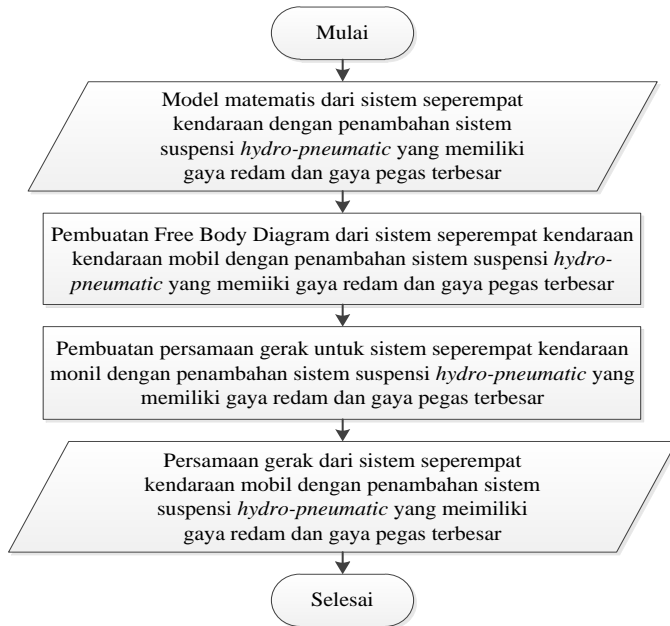 Mulai
Model matematis dari sistem seperempat
kendaraan dengan penambahan sistem
suspensi hydro-pneumatic yang memiliki
gaya redam dan gaya pegas terbesar
Pembuatan Free Body Diagram dari sistem seperempat kendaraan
kendaraan mobil dengan penambahan sistem suspensi hydro-
pneumatic yang memiiki gaya redam dan gaya pegas terbesar
Pembuatan persamaan gerak untuk sistem seperempat kendaraan
monil dengan penambahan sistem suspensi hydro-pneumatic yang
memiliki gaya redam dan gaya pegas terbesar
Persamaan gerak dari sistem seperempat
kendaraan mobil dengan penambahan sistem
suspensi hydro-pneumatic yang meimiliki
gaya redam dan gaya pegas terbesar
Selesai